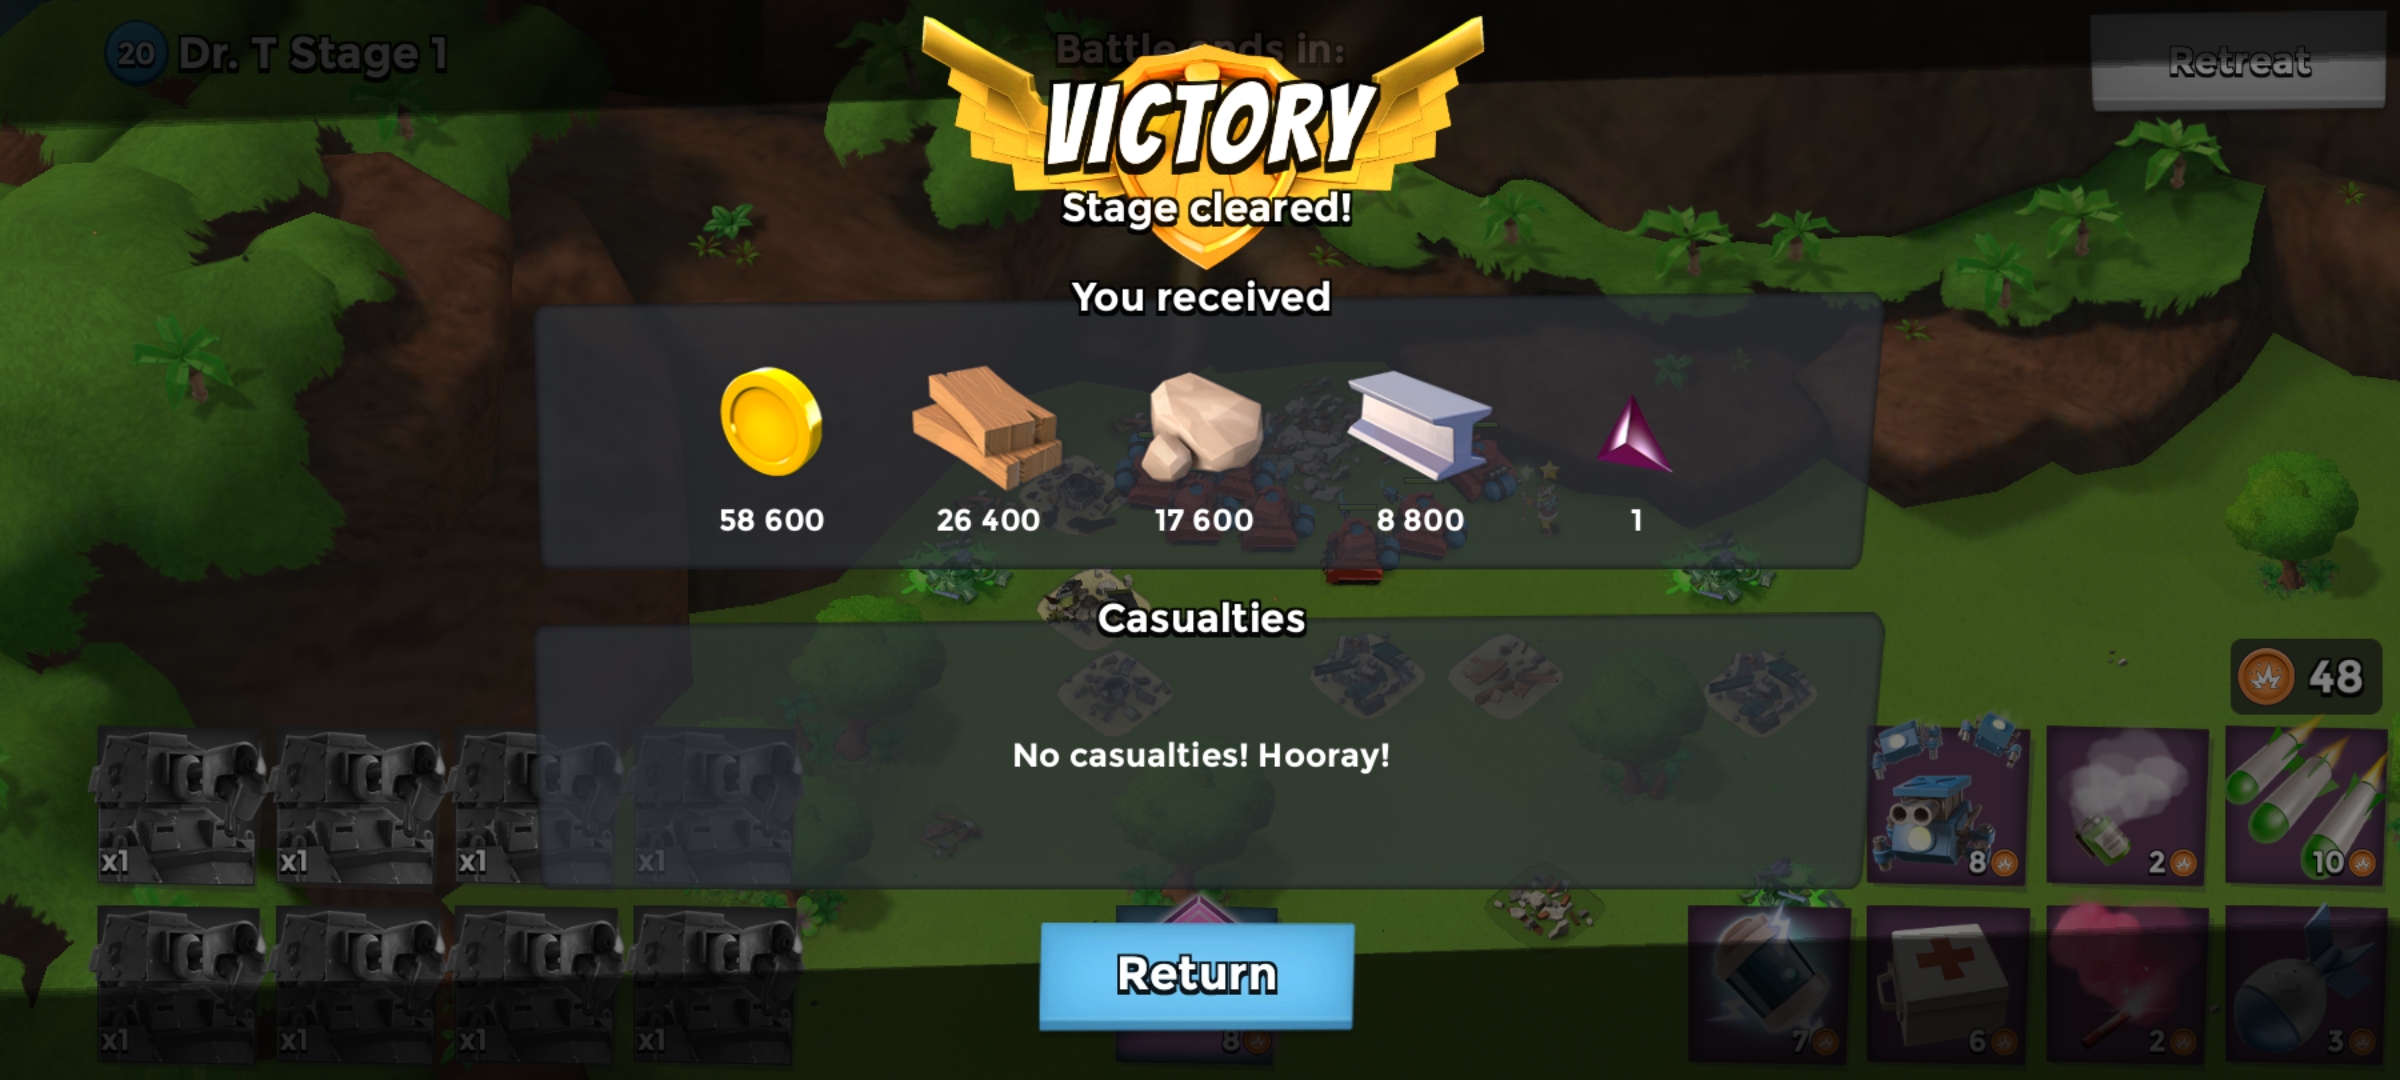 20 Dr. T Stage 1
Battle ends in:
Retreat
VICTORY
Stage cleared!
You received
58 600
26 400
17 600
8 800
1
Casualties
No casualties! Hooray!
48
x1
x1
x1
x1
8
2
10
x1
x1
x1
x1
Return
8
7
6
2
3